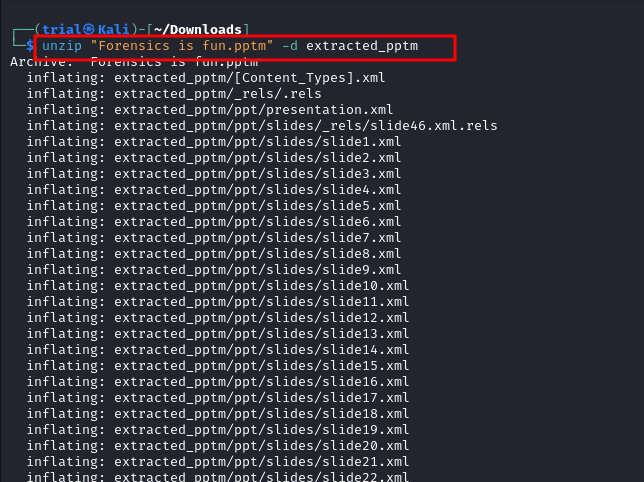 ┌──(trial㉿Kali)-[~/Downloads]
└─$ unzip "Forensics is fun.pptm" -d extracted_pptm
Archive:  Forensics is fun.pptm
  inflating: extracted_pptm/[Content_Types].xml
  inflating: extracted_pptm/_rels/.rels
  inflating: extracted_pptm/ppt/presentation.xml
  inflating: extracted_pptm/ppt/slides/_rels/slide46.xml.rels
  inflating: extracted_pptm/ppt/slides/slide1.xml
  inflating: extracted_pptm/ppt/slides/slide2.xml
  inflating: extracted_pptm/ppt/slides/slide3.xml
  inflating: extracted_pptm/ppt/slides/slide4.xml
  inflating: extracted_pptm/ppt/slides/slide5.xml
  inflating: extracted_pptm/ppt/slides/slide6.xml
  inflating: extracted_pptm/ppt/slides/slide7.xml
  inflating: extracted_pptm/ppt/slides/slide8.xml
  inflating: extracted_pptm/ppt/slides/slide9.xml
  inflating: extracted_pptm/ppt/slides/slide10.xml
  inflating: extracted_pptm/ppt/slides/slide11.xml
  inflating: extracted_pptm/ppt/slides/slide12.xml
  inflating: extracted_pptm/ppt/slides/slide13.xml
  inflating: extracted_pptm/ppt/slides/slide14.xml
  inflating: extracted_pptm/ppt/slides/slide15.xml
  inflating: extracted_pptm/ppt/slides/slide16.xml
  inflating: extracted_pptm/ppt/slides/slide17.xml
  inflating: extracted_pptm/ppt/slides/slide18.xml
  inflating: extracted_pptm/ppt/slides/slide19.xml
  inflating: extracted_pptm/ppt/slides/slide20.xml
  inflating: extracted_pptm/ppt/slides/slide21.xml
  inflating: extracted_pptm/ppt/slides/slide22.xml